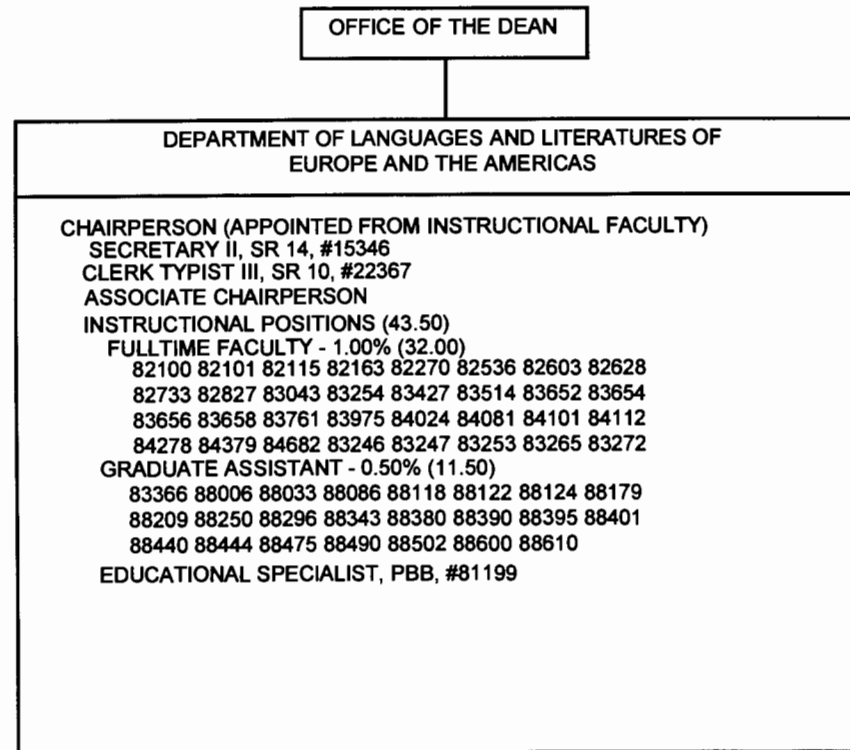 OFFICE OF THE DEAN
DEPARTMENT OF LANGUAGES AND LITERATURES OF
EUROPE AND THE AMERICAS
CHAIRPERSON (APPOINTED FROM INSTRUCTIONAL FACULTY)
SECRETARY II, SR 14, #15346
CLERK TYPIST III, SR 10, #22367
ASSOCIATE CHAIRPERSON
INSTRUCTIONAL POSITIONS (43.50)
FULLTIME FACULTY - 1.00% (32.00)
82100 82101 82115 82163 82270 82536 82603 82628
82733 82827 83043 83254 83427 83514 83652 83654
83656 83658 83761 83975 84024 84081 84101 84112
84278 84379 84682 83246 83247 83253 83265 83272
GRADUATE ASSISTANT - 0.50% (11.50)
83366 88006 88033 88086 88118 88122 88124 88179
88209 88250 88296 88343 88380 88390 88395 88401
88440 88444 88475 88490 88502 88600 88610
EDUCATIONAL SPECIALIST, PBB, #81199